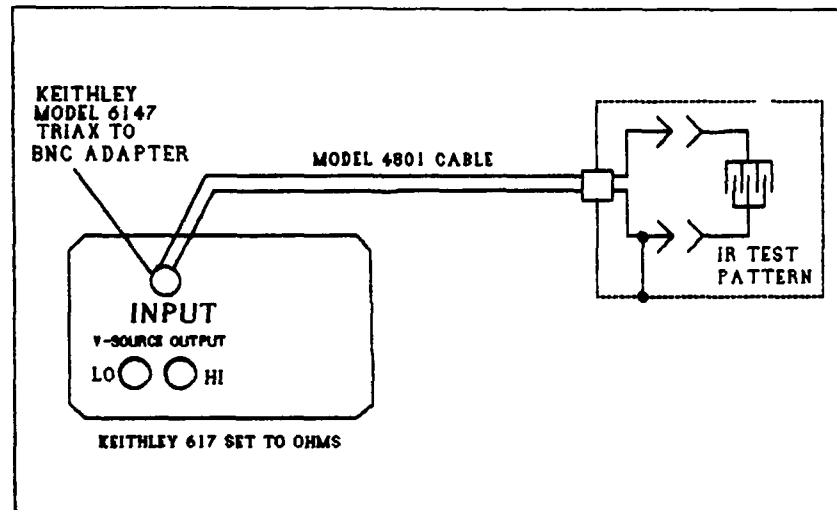 KEITHLEY
MODEL 6147
TRIAX TO
BNC ADAPTER
MODEL 4801 CABLE
IR TEST
PATTERN
INPUT
V-SOURCE OUTPUT
LO HI
KEITHLEY 617 SET TO OHMS